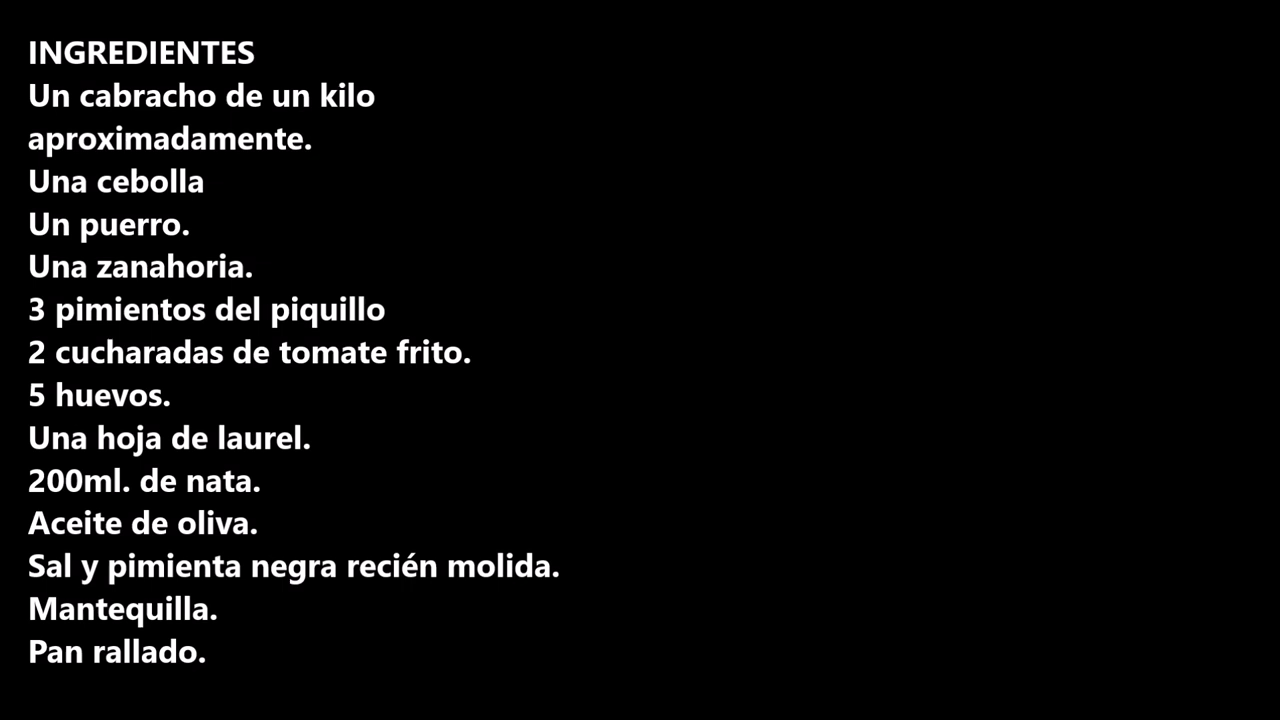 INGREDIENTES
Un cabracho de un kilo
aproximadamente.
Una cebolla
Un puerro.
Una zanahoria.
3 pimientos del piquillo
2 cucharadas de tomate frito.
5 huevos.
Una hoja de laurel.
200ml. de nata.
Aceite de oliva.
Sal y pimienta negra recién molida.
Mantequilla.
Pan rallado.